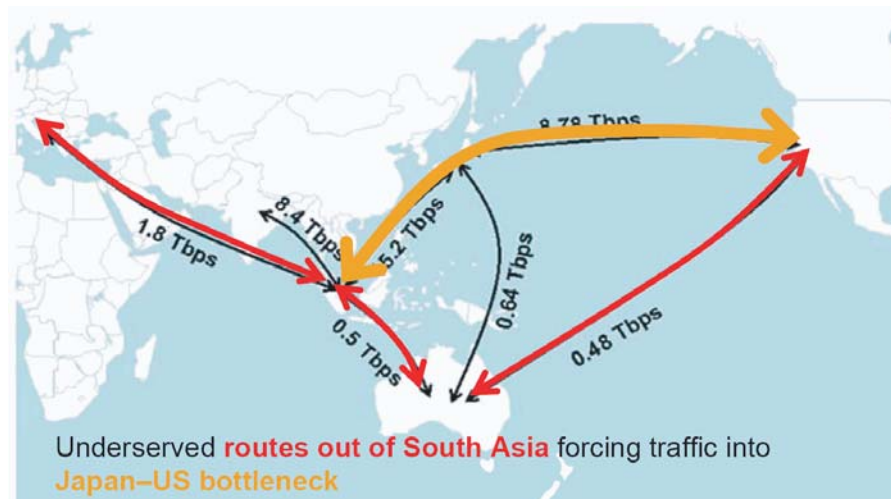 8.78 Tbps
8.4 Tbps
5.2 Tbps
1.8 Tbps
0.64 Tbps
0.5 Tbps
0.48 Tbps
Underserved routes out of South Asia forcing traffic into
Japan–US bottleneck